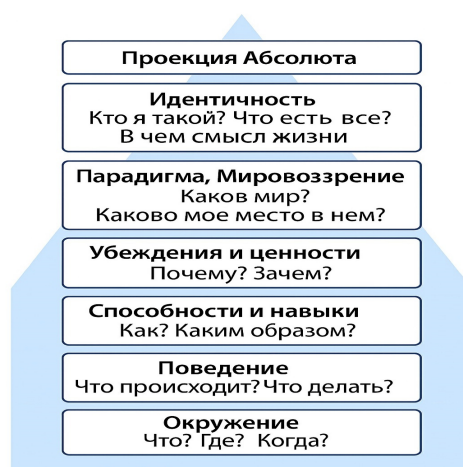 Проекция Абсолюта
Идентичность
Кто я такой? Что есть все?
В чем смысл жизни
Парадигма, Мировоззрение
Каков мир?
Каково мое место в нем?
Убеждения и ценности
Почему? Зачем?
Способности и навыки
Как? Каким образом?
Поведение
Что происходит? Что делать?
Окружение
Что? Где? Когда?